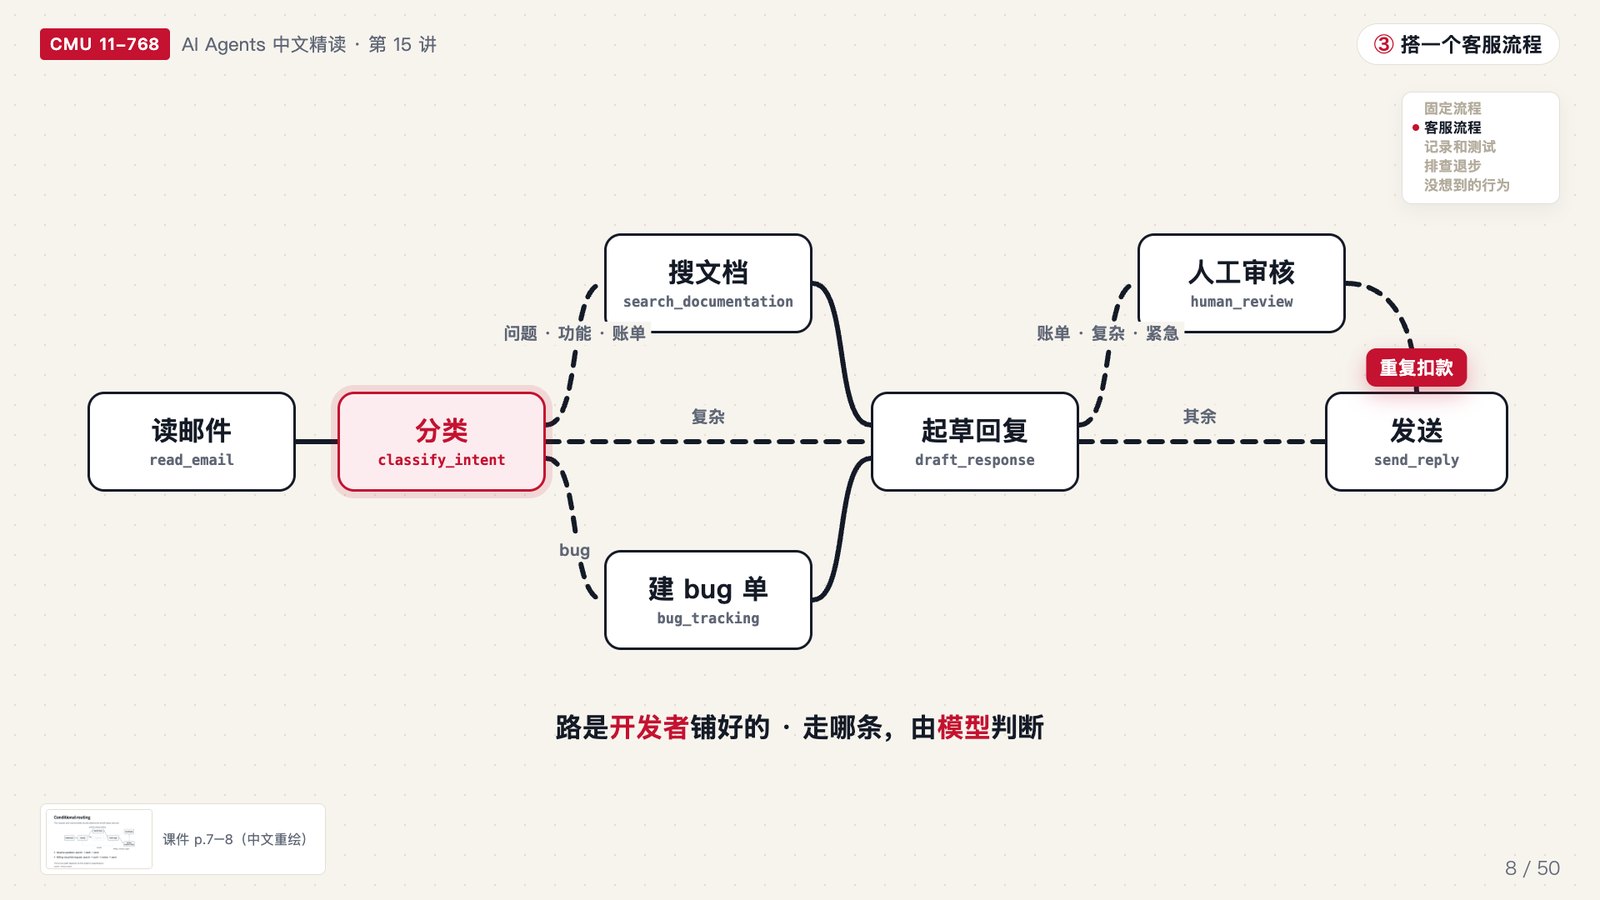 CMU 11-768
AI Agents 中文精读 · 第 15 讲
③ 搭一个客服流程
固定流程
客服流程
记录和测试
排查退步
没想到的行为
搜文档
search_documentation
人工审核
human_review
问题 · 功能 · 账单
账单 · 复杂 · 紧急
重复扣款
读邮件
read_email
分类
classify_intent
复杂
起草回复
draft_response
其余
发送
send_reply
bug
建 bug 单
bug_tracking
路是开发者铺好的 · 走哪条，由模型判断
Conditional routing
课件 p.7–8（中文重绘）
8 / 50